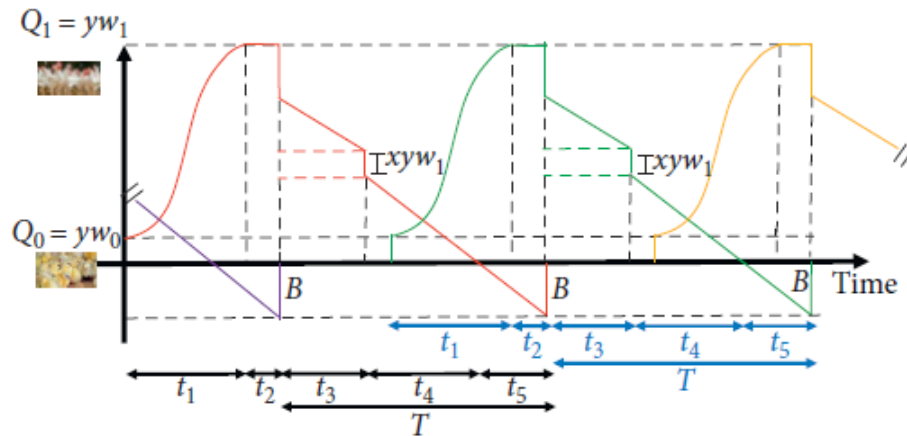 Q₁ = yw₁
xyw₁
xyw₁
Q₀ = yw₀
B
B
B
Time
t₁ t₂ t₃ t₄ t₅
T
t₁ t₂ t₃ t₄ t₅
T